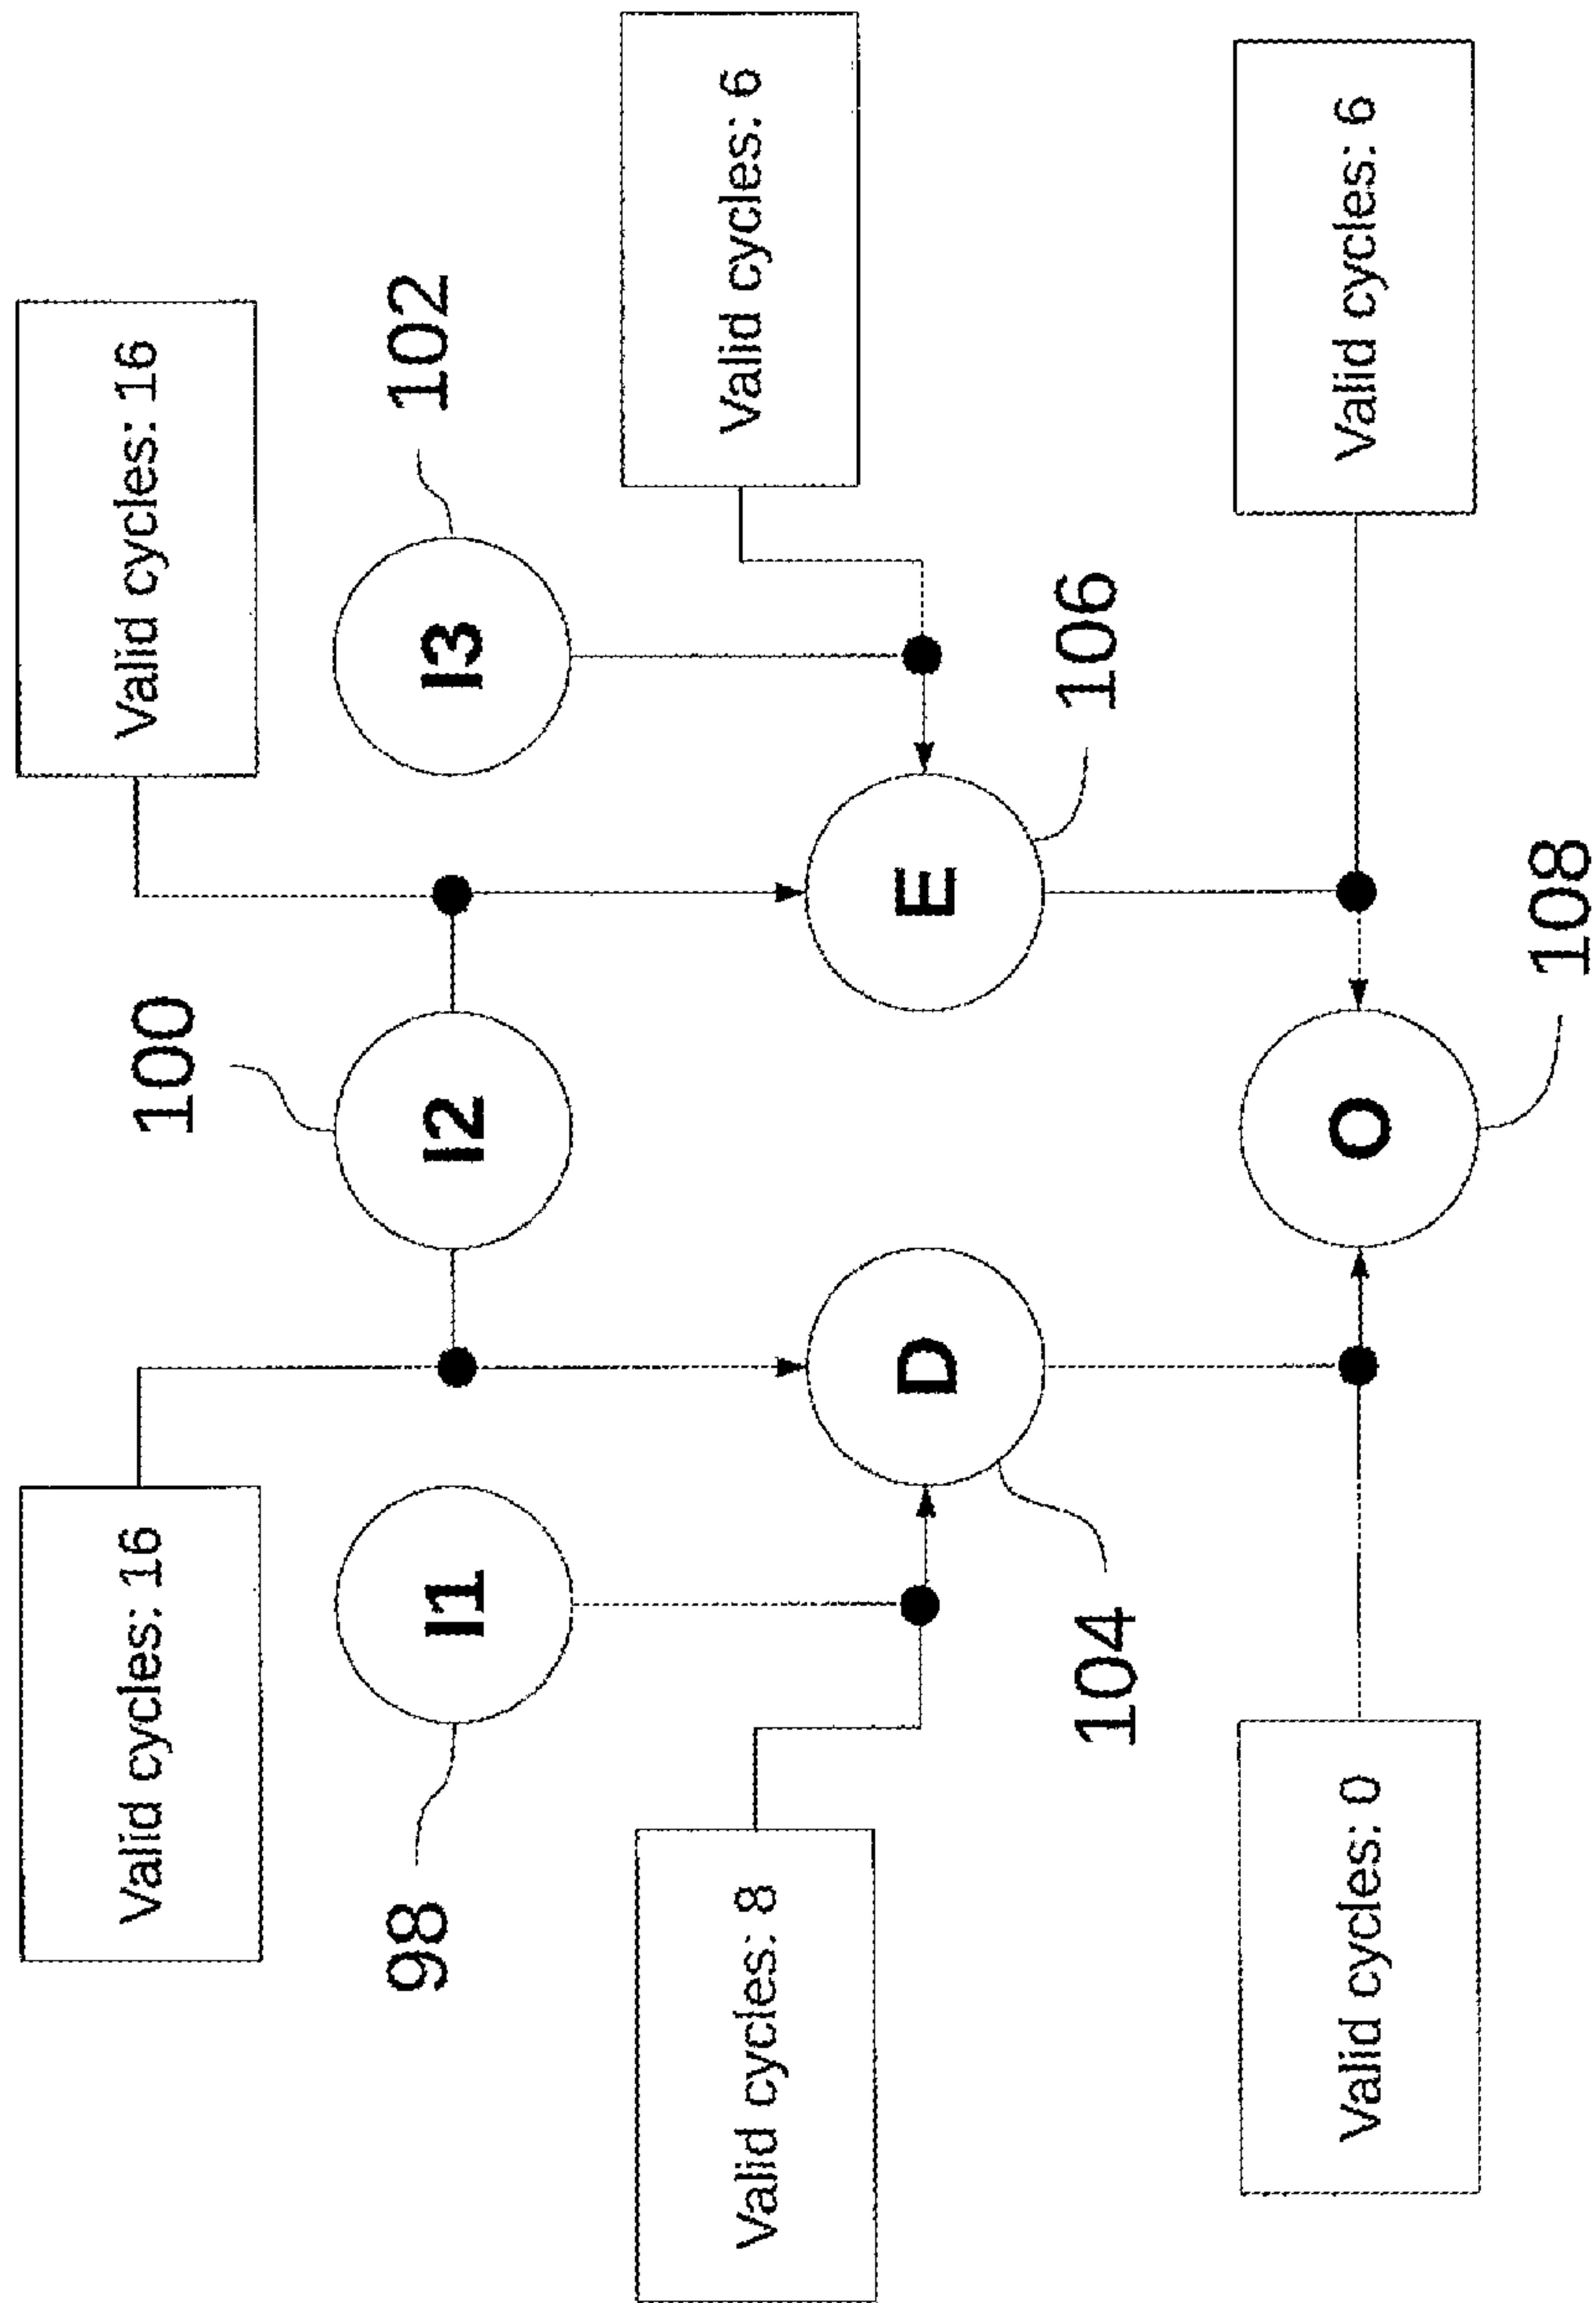 Valid cycles: 16
Valid cycles: 16
100
98
I1
I2
I3
102
Valid cycles: 8
Valid cycles: 6
104
D
E
106
Valid cycles: 0
O
Valid cycles: 6
108